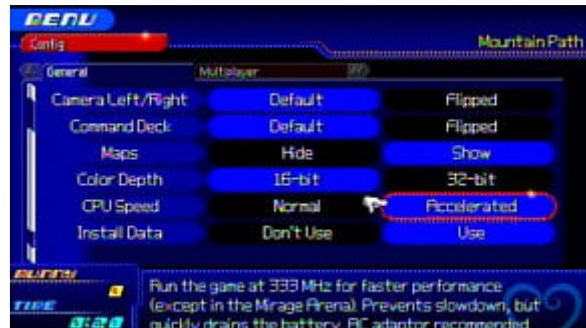 MENU
Config
Mountain Path
General Multiplayer
Camera Left/Right Default Flipped
Command Deck Default Flipped
Maps Hide Show
Color Depth 16-bit 32-bit
CPU Speed Normal Accelerated
Install Data Don't Use Use
MUNNY 0
Run the game at 333 MHz for faster performance
TIME
(except in the Mirage Arena). Prevents slowdown, but
quickly drains the battery. AC adaptor recommended.